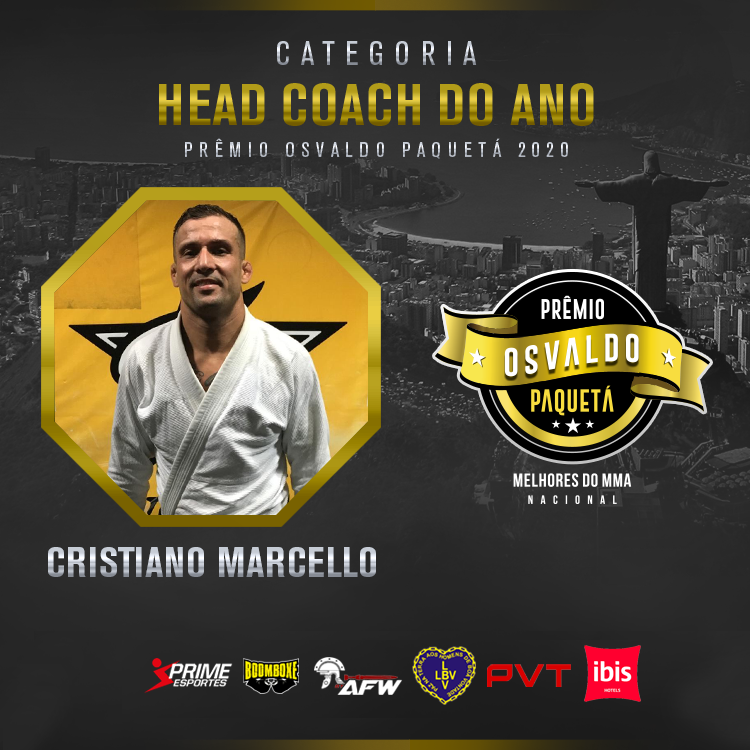 CATEGORIA
HEAD COACH DO ANO
PRÊMIO OSVALDO PAQUETÁ 2020
PRÊMIO
OSVALDO
PAQUETÁ
MELHORES DO MMA
NACIONAL
CRISTIANO MARCELLO
PRIME
ESPORTES
BOOMBOXE
AFW
L
LBV
V
PVT
ibis
HOTELS